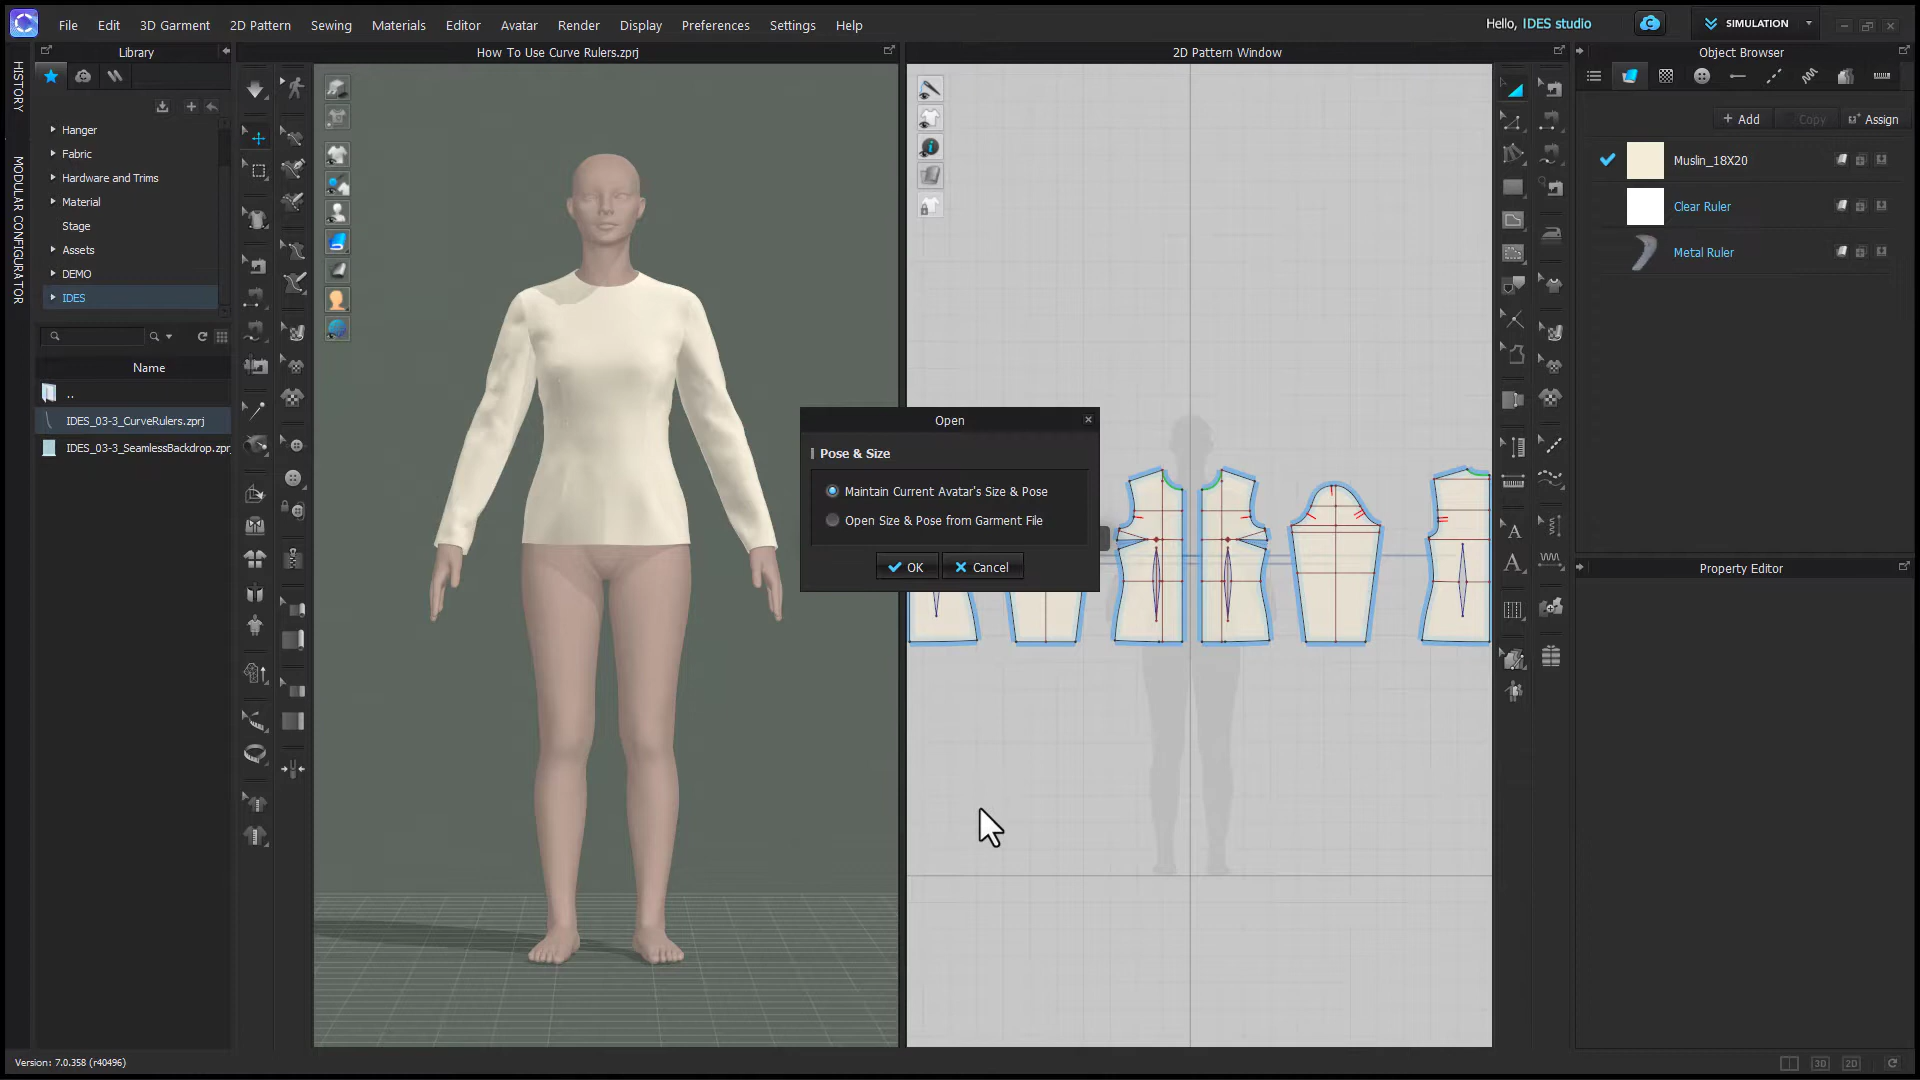 File Edit 3D Garment 2D Pattern Sewing Materials Editor Avatar Render Display Preferences Settings Help
Hello, IDES studio
SIMULATION
Library
How To Use Curve Rulers.zprj
2D Pattern Window
Object Browser
HISTORY
MODULAR CONFIGURATOR
Hanger
Fabric
Hardware and Trims
Material
Stage
Assets
DEMO
IDES
Name
..
IDES_03-3_CurveRulers.zprj
IDES_03-3_SeamlessBackdrop.zpr
Open
Pose & Size
Maintain Current Avatar's Size & Pose
Open Size & Pose from Garment File
OK Cancel
+ Add Copy Assign
Muslin_18X20
Clear Ruler
Metal Ruler
Property Editor
Version: 7.0.358 (r40496)
3D 2D